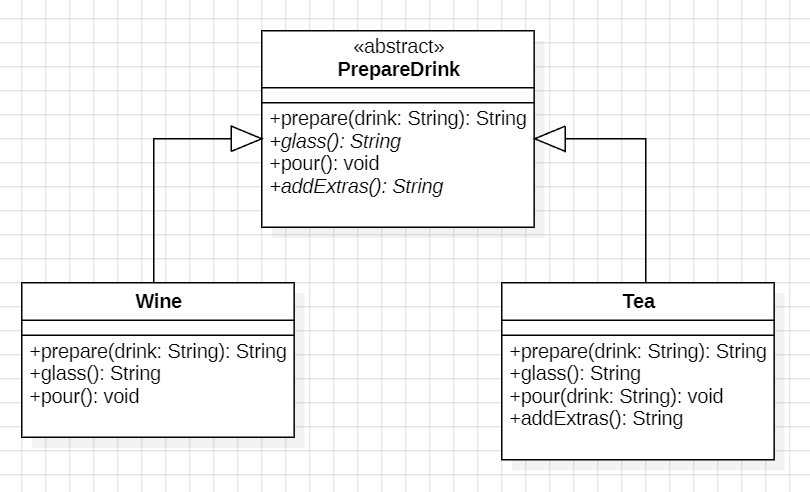 «abstract»
PrepareDrink
+prepare(drink: String): String
+glass(): String
+pour(): void
+addExtras(): String
Wine
+prepare(drink: String): String
+glass(): String
+pour(): void
Tea
+prepare(drink: String): String
+glass(): String
+pour(drink: String): void
+addExtras(): String